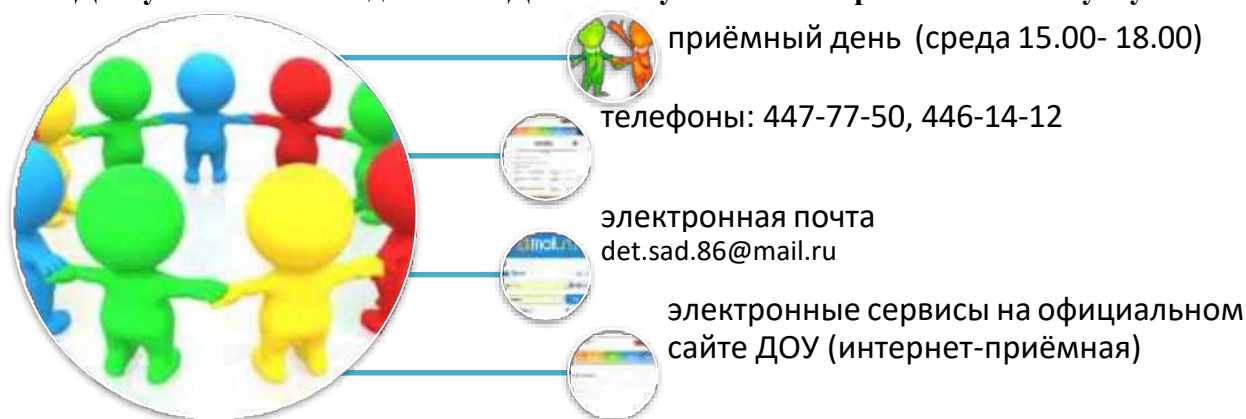 приёмный день (среда 15.00- 18.00)
телефоны: 447-77-50, 446-14-12
электронная почта
det.sad.86@mail.ru
электронные сервисы на официальном
сайте ДОУ (интернет-приёмная)